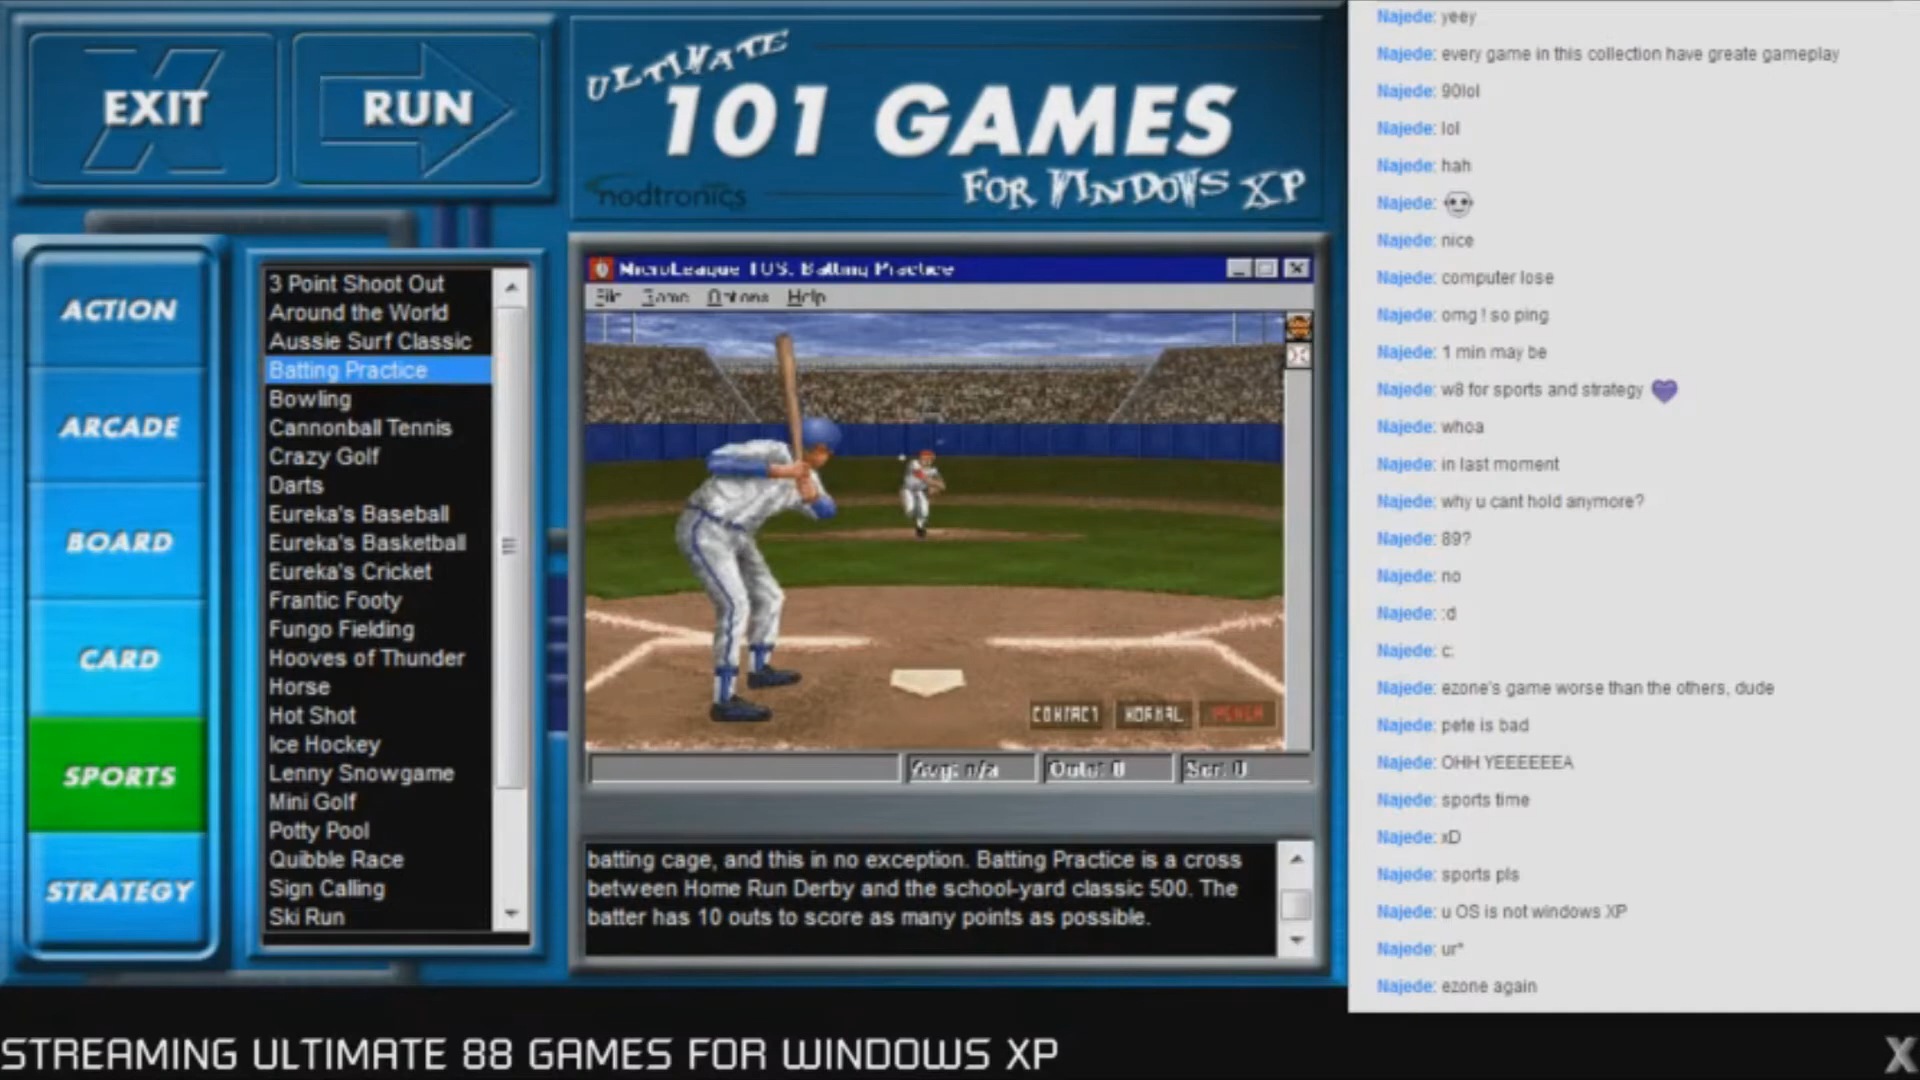 EXIT
RUN
ULTIMATE
101 GAMES
FOR WINDOWS XP
nodtronics
ACTION
ARCADE
BOARD
CARD
SPORTS
STRATEGY
3 Point Shoot Out
Around the World
Aussie Surf Classic
Batting Practice
Bowling
Cannonball Tennis
Crazy Golf
Darts
Eureka's Baseball
Eureka's Basketball
Eureka's Cricket
Frantic Footy
Fungo Fielding
Hooves of Thunder
Horse
Hot Shot
Ice Hockey
Lenny Snowgame
Mini Golf
Potty Pool
Quibble Race
Sign Calling
Ski Run
MicroLeague Batting Practice
File Game Options Help
CONTACT NORMAL POWER
Avg: n/a Outs: 0 Scr: 0
batting cage, and this in no exception. Batting Practice is a cross
between Home Run Derby and the school-yard classic 500. The
batter has 10 outs to score as many points as possible.
Najede: yeey
Najede: every game in this collection have greate gameplay
Najede: 90lol
Najede: lol
Najede: hah
Najede:
Najede: nice
Najede: computer lose
Najede: omg ! so ping
Najede: 1 min may be
Najede: w8 for sports and strategy 💜
Najede: whoa
Najede: in last moment
Najede: why u cant hold anymore?
Najede: 89?
Najede: no
Najede: :d
Najede: c:
Najede: ezone's game worse than the others, dude
Najede: pete is bad
Najede: OHH YEEEEEEA
Najede: sports time
Najede: xD
Najede: sports pls
Najede: u OS is not windows XP
Najede: ur*
Najede: ezone again
STREAMING ULTIMATE 88 GAMES FOR WINDOWS XP
X